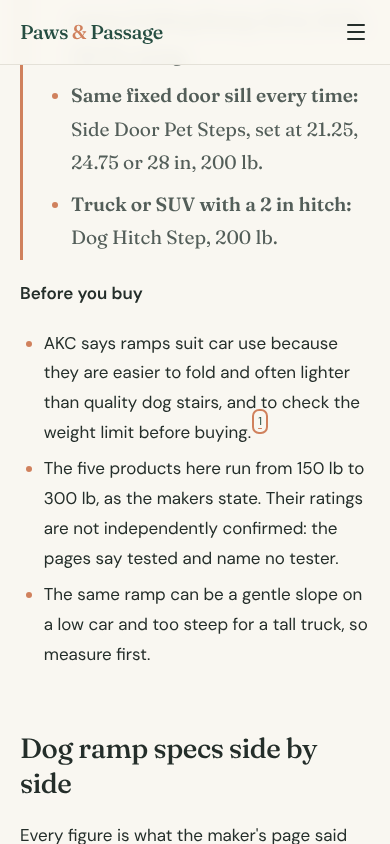 Paws & Passage
Same fixed door sill every time:
Side Door Pet Steps, set at 21.25,
24.75 or 28 in, 200 lb.
Truck or SUV with a 2 in hitch:
Dog Hitch Step, 200 lb.
Before you buy
AKC says ramps suit car use because
they are easier to fold and often lighter
than quality dog stairs, and to check the
weight limit before buying. 1
The five products here run from 150 lb to
300 lb, as the makers state. Their ratings
are not independently confirmed: the
pages say tested and name no tester.
The same ramp can be a gentle slope on
a low car and too steep for a tall truck, so
measure first.
Dog ramp specs side by
side
Every figure is what the maker's page said